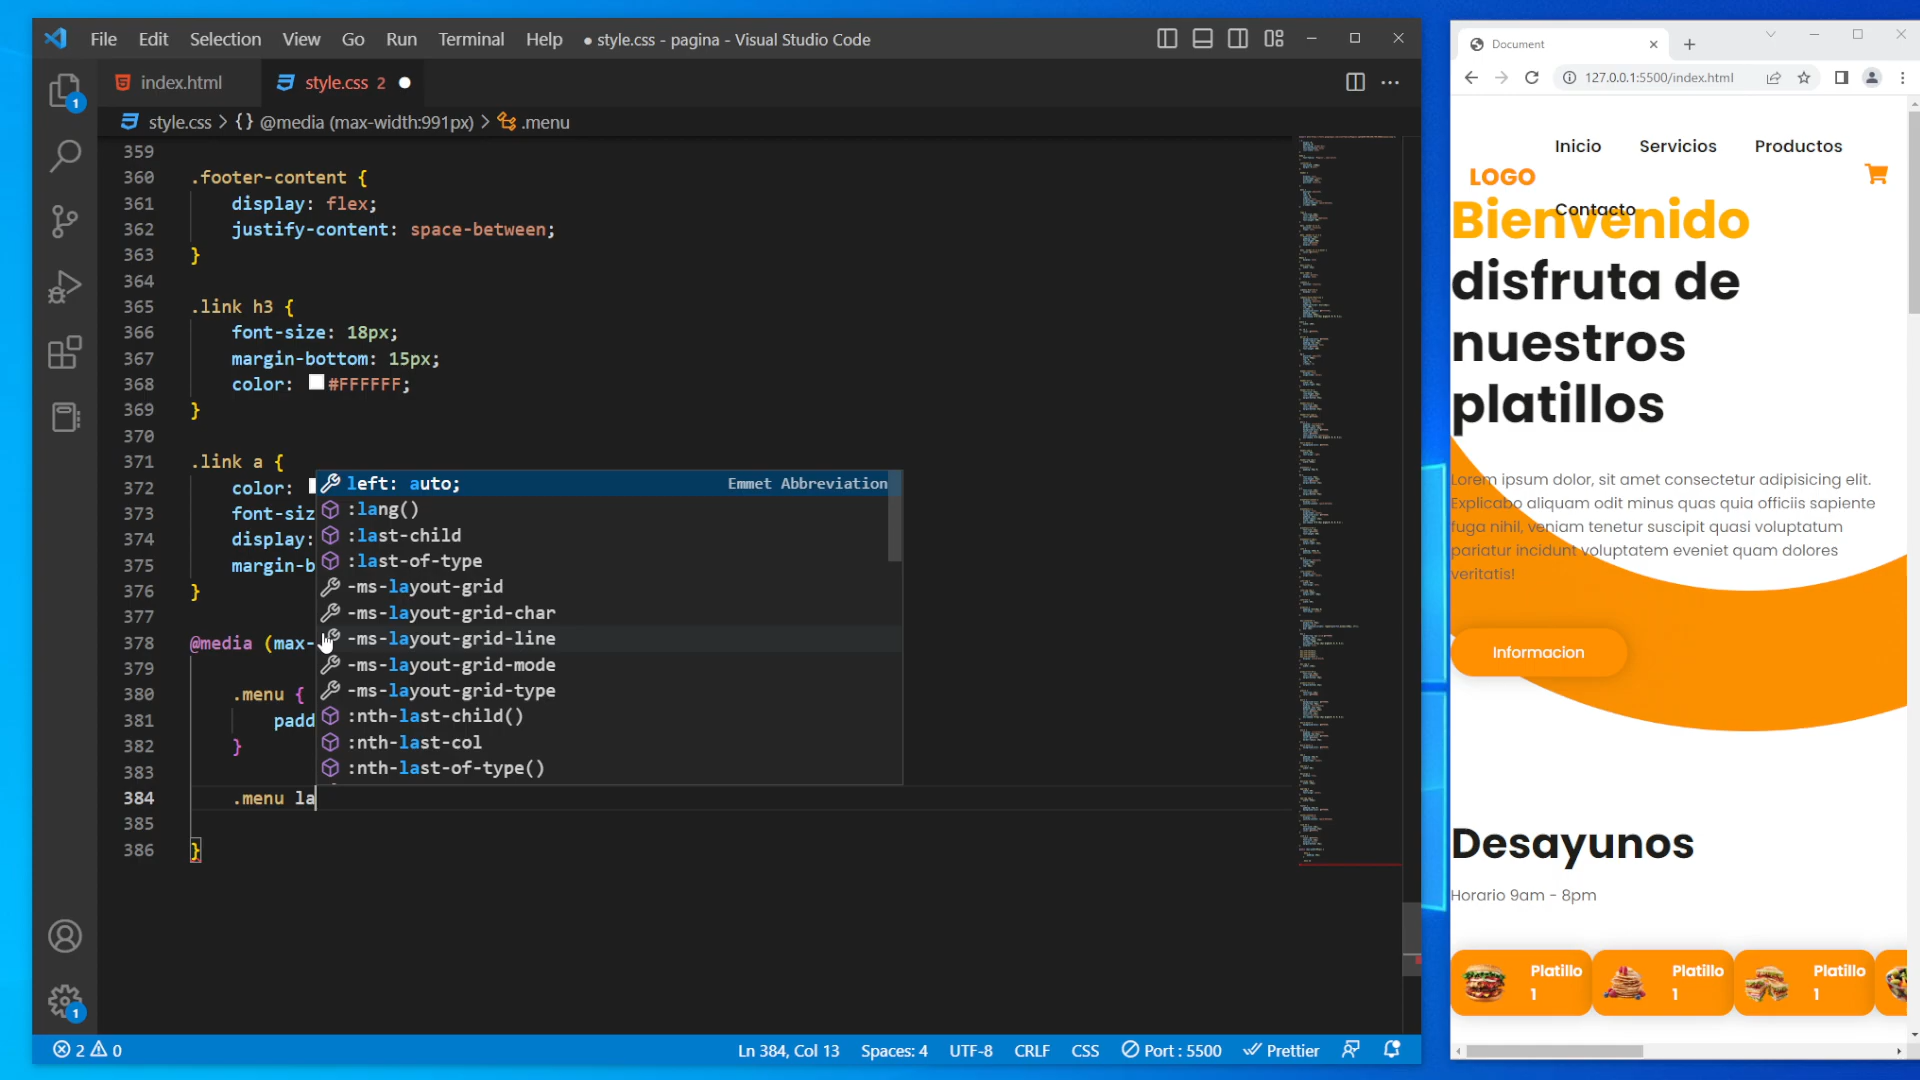 File Edit Selection View Go Run Terminal Help ● style.css - pagina - Visual Studio Code
index.html style.css 2 ●
style.css > {} @media (max-width:991px) > .menu
359
360 .footer-content {
361 display: flex;
362 justify-content: space-between;
363 }
364
365 .link h3 {
366 font-size: 18px;
367 margin-bottom: 15px;
368 color: #FFFFFF;
369 }
370
371 .link a {
372 color:
373 font-siz
374 display:
375 margin-b
376 }
377
378 @media (max-
379
380 .menu {
381 padd
382 }
383
384 .menu la
385
386 }
left: auto; Emmet Abbreviation
:lang()
:last-child
:last-of-type
-ms-layout-grid
-ms-layout-grid-char
-ms-layout-grid-line
-ms-layout-grid-mode
-ms-layout-grid-type
:nth-last-child()
:nth-last-col
:nth-last-of-type()
1
1
2 0 Ln 384, Col 13 Spaces: 4 UTF-8 CRLF CSS Port : 5500 Prettier
Document
127.0.0.1:5500/index.html
Inicio Servicios Productos
LOGO
Contacto
Bienvenido
disfruta de
nuestros
platillos
Lorem ipsum dolor, sit amet consectetur adipisicing elit.
Explicabo aliquam odit minus quas quia officiis sapiente
fuga nihil, veniam tenetur suscipit quasi voluptatum
pariatur incidunt voluptatem eveniet quam dolores
veritatis!
Informacion
Desayunos
Horario 9am - 8pm
Platillo Platillo Platillo
1 1 1